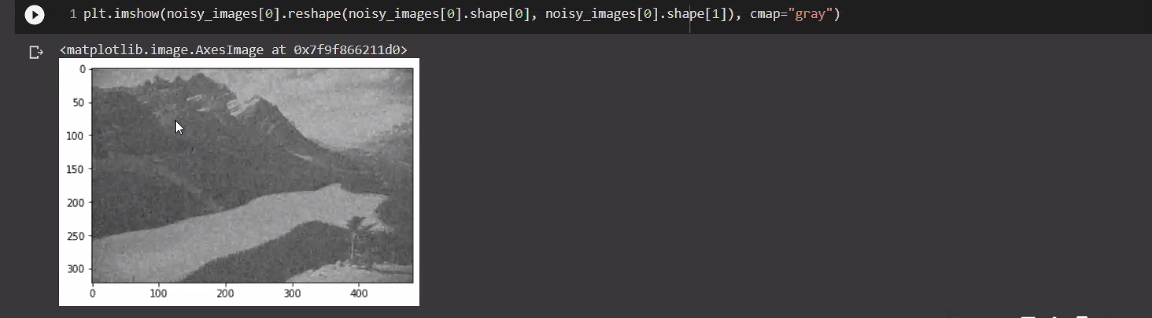 1 plt.imshow(noisy_images[0].reshape(noisy_images[0].shape[0], noisy_images[0].shape[1]), cmap="gray")
<matplotlib.image.AxesImage at 0x7f9f866211d0>
0
50
100
150
200
250
300
0 100 200 300 400